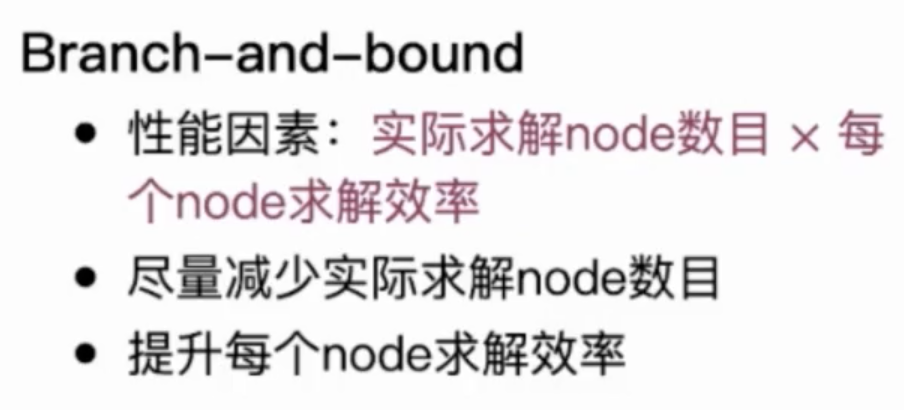 Branch-and-bound
• 性能因素：实际求解node数目 × 每
个node求解效率
• 尽量减少实际求解node数目
• 提升每个node求解效率